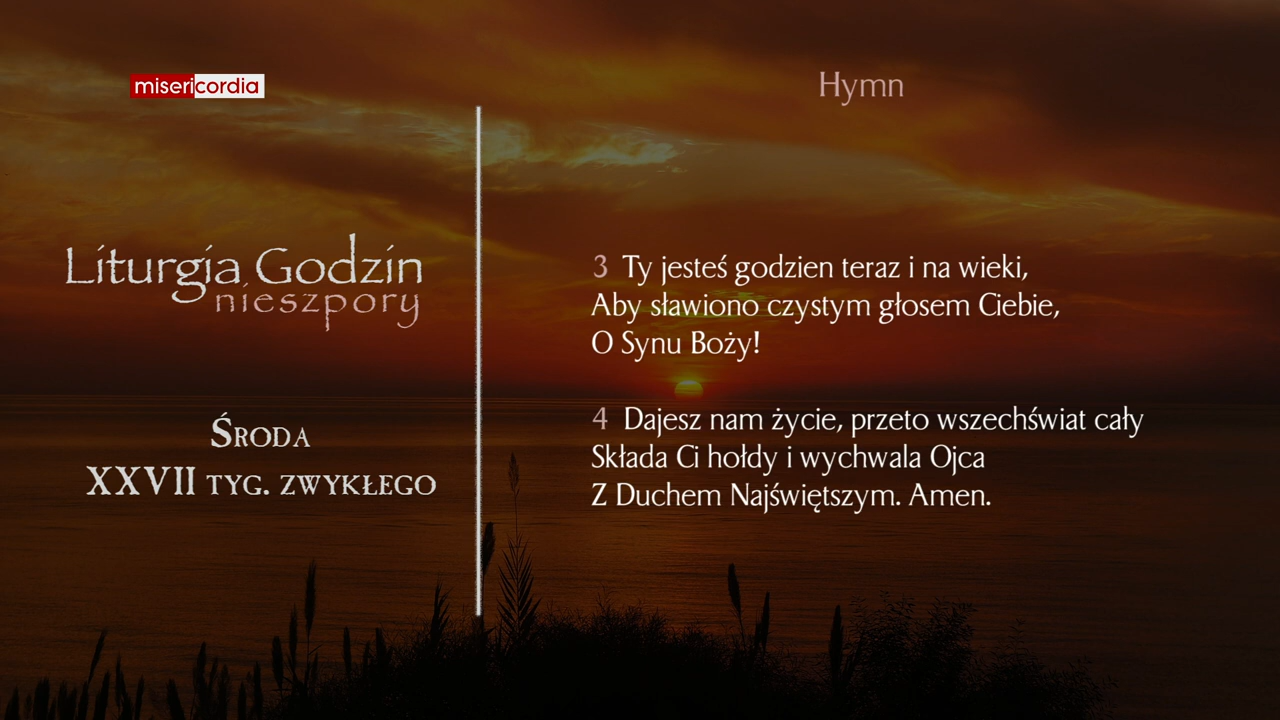 misericordia
Liturgia Godzin
nieszpory
Środa
XXVII tyg. zwykłego
Hymn
3 Ty jesteś godzien teraz i na wieki,
Aby sławiono czystym głosem Ciebie,
O Synu Boży!
4 Dajesz nam życie, przeto wszechświat cały
Składa Ci hołdy i wychwala Ojca
Z Duchem Najświętszym. Amen.